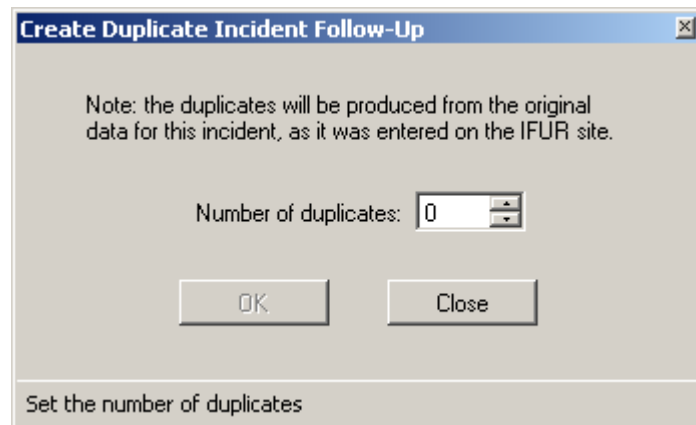 Create Duplicate Incident Follow-Up
Note: the duplicates will be produced from the original
data for this incident, as it was entered on the IFUR site.
Number of duplicates: 0
OK Close
Set the number of duplicates